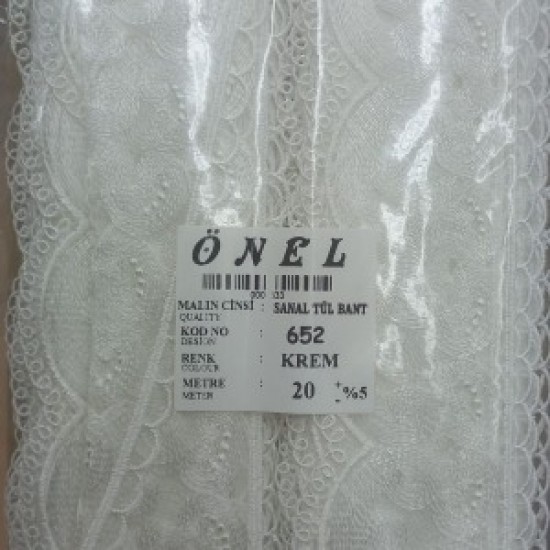 ÖNEL
MALIN CİNSİ : SANAL TÜL BANT
QUALITY
KOD NO : 652
DESIGN
RENK : KREM
COLOUR
METRE : 20 + - %5
METER